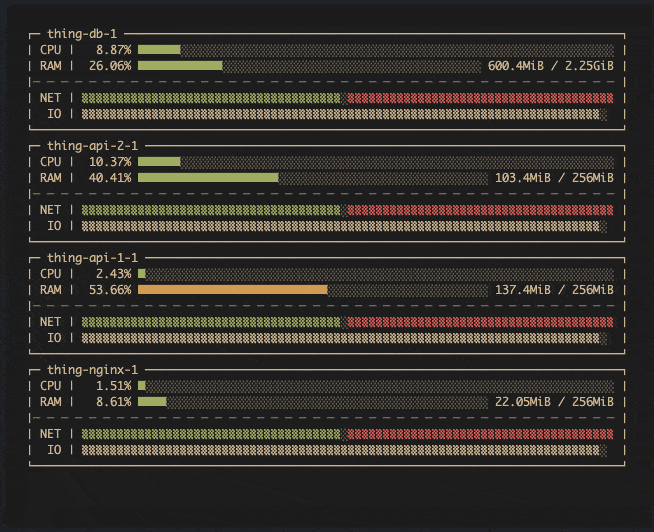 thing-db-1
CPU | 8.87%
RAM | 26.06% 600.4MiB / 2.25GiB
NET |
IO |
thing-api-2-1
CPU | 10.37%
RAM | 40.41% 103.4MiB / 256MiB
NET |
IO |
thing-api-1-1
CPU | 2.43%
RAM | 53.66% 137.4MiB / 256MiB
NET |
IO |
thing-nginx-1
CPU | 1.51%
RAM | 8.61% 22.05MiB / 256MiB
NET |
IO |